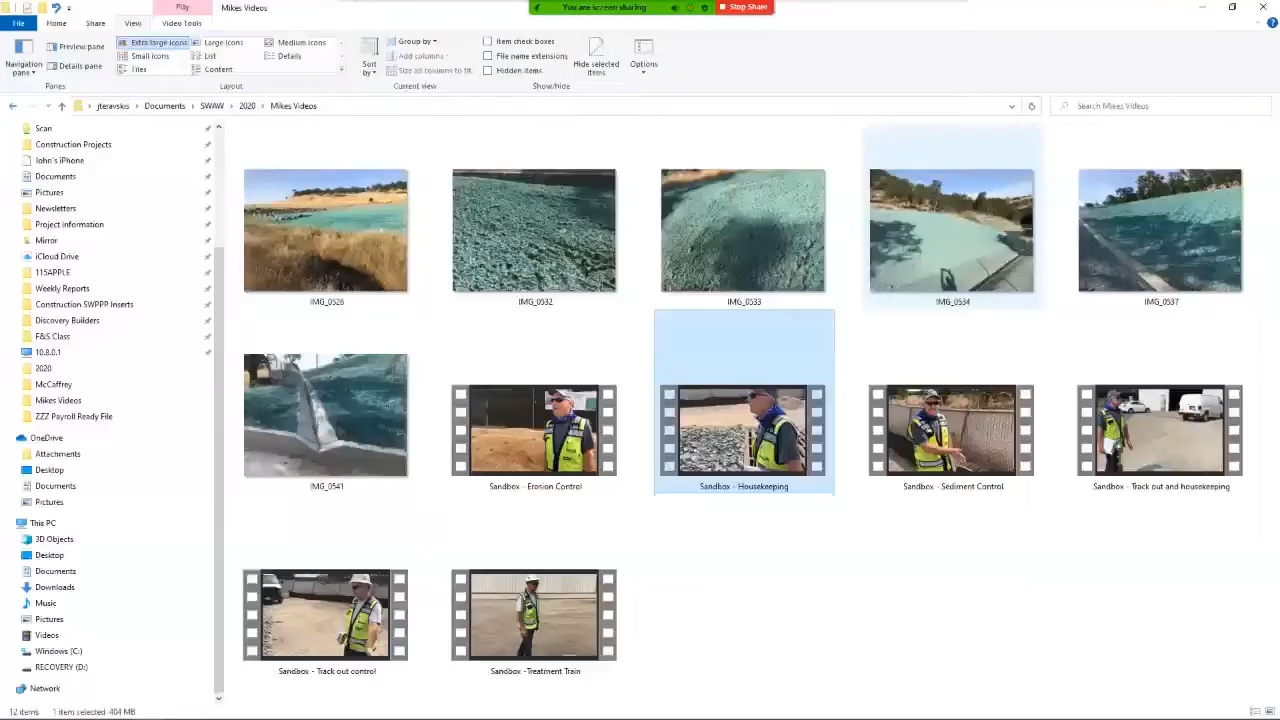 Play
Mikes Videos
You are screen sharing
Stop Share
File
Home
Share
View
Video Tools
Navigation pane
Preview pane
Details pane
Panes
Extra large icons
Large icons
Medium icons
Small icons
List
Details
Tiles
Content
Layout
Sort by
Group by
Add columns
Size all columns to fit
Current view
Item check boxes
File name extensions
Hidden items
Hide selected items
Show/hide
Options
jteravskis > Documents > SWAW > 2020 > Mikes Videos
Search Mikes Videos
Scan
Construction Projects
John's iPhone
Documents
Pictures
Newsletters
Project information
Mirror
iCloud Drive
115APPLE
Weekly Reports
Construction SWPPP Inserts
Discovery Builders
F&S Class
10.8.0.1
2020
McCaffrey
Mikes Videos
ZZZ Payroll Ready File
OneDrive
Attachments
Desktop
Documents
Pictures
This PC
3D Objects
Desktop
Documents
Downloads
Music
Pictures
Videos
Windows (C:)
RECOVERY (D:)
Network
IMG_0526
IMG_0532
IMG_0533
IMG_0534
IMG_0537
IMG_0541
Sandbox - Erosion Control
Sandbox - Housekeeping
Sandbox - Sediment Control
Sandbox - Track out and housekeeping
Sandbox - Track out control
Sandbox -Treatment Train
12 items
1 item selected 404 MB